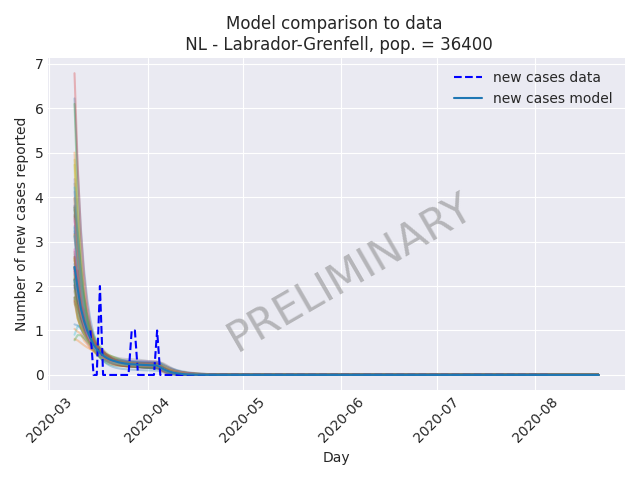 Model comparison to data
NL - Labrador-Grenfell, pop. = 36400
7
6
5
4
3
2
1
0
Number of new cases reported
new cases data
new cases model
PRELIMINARY
2020-03
2020-04
2020-05
2020-06
2020-07
2020-08
Day